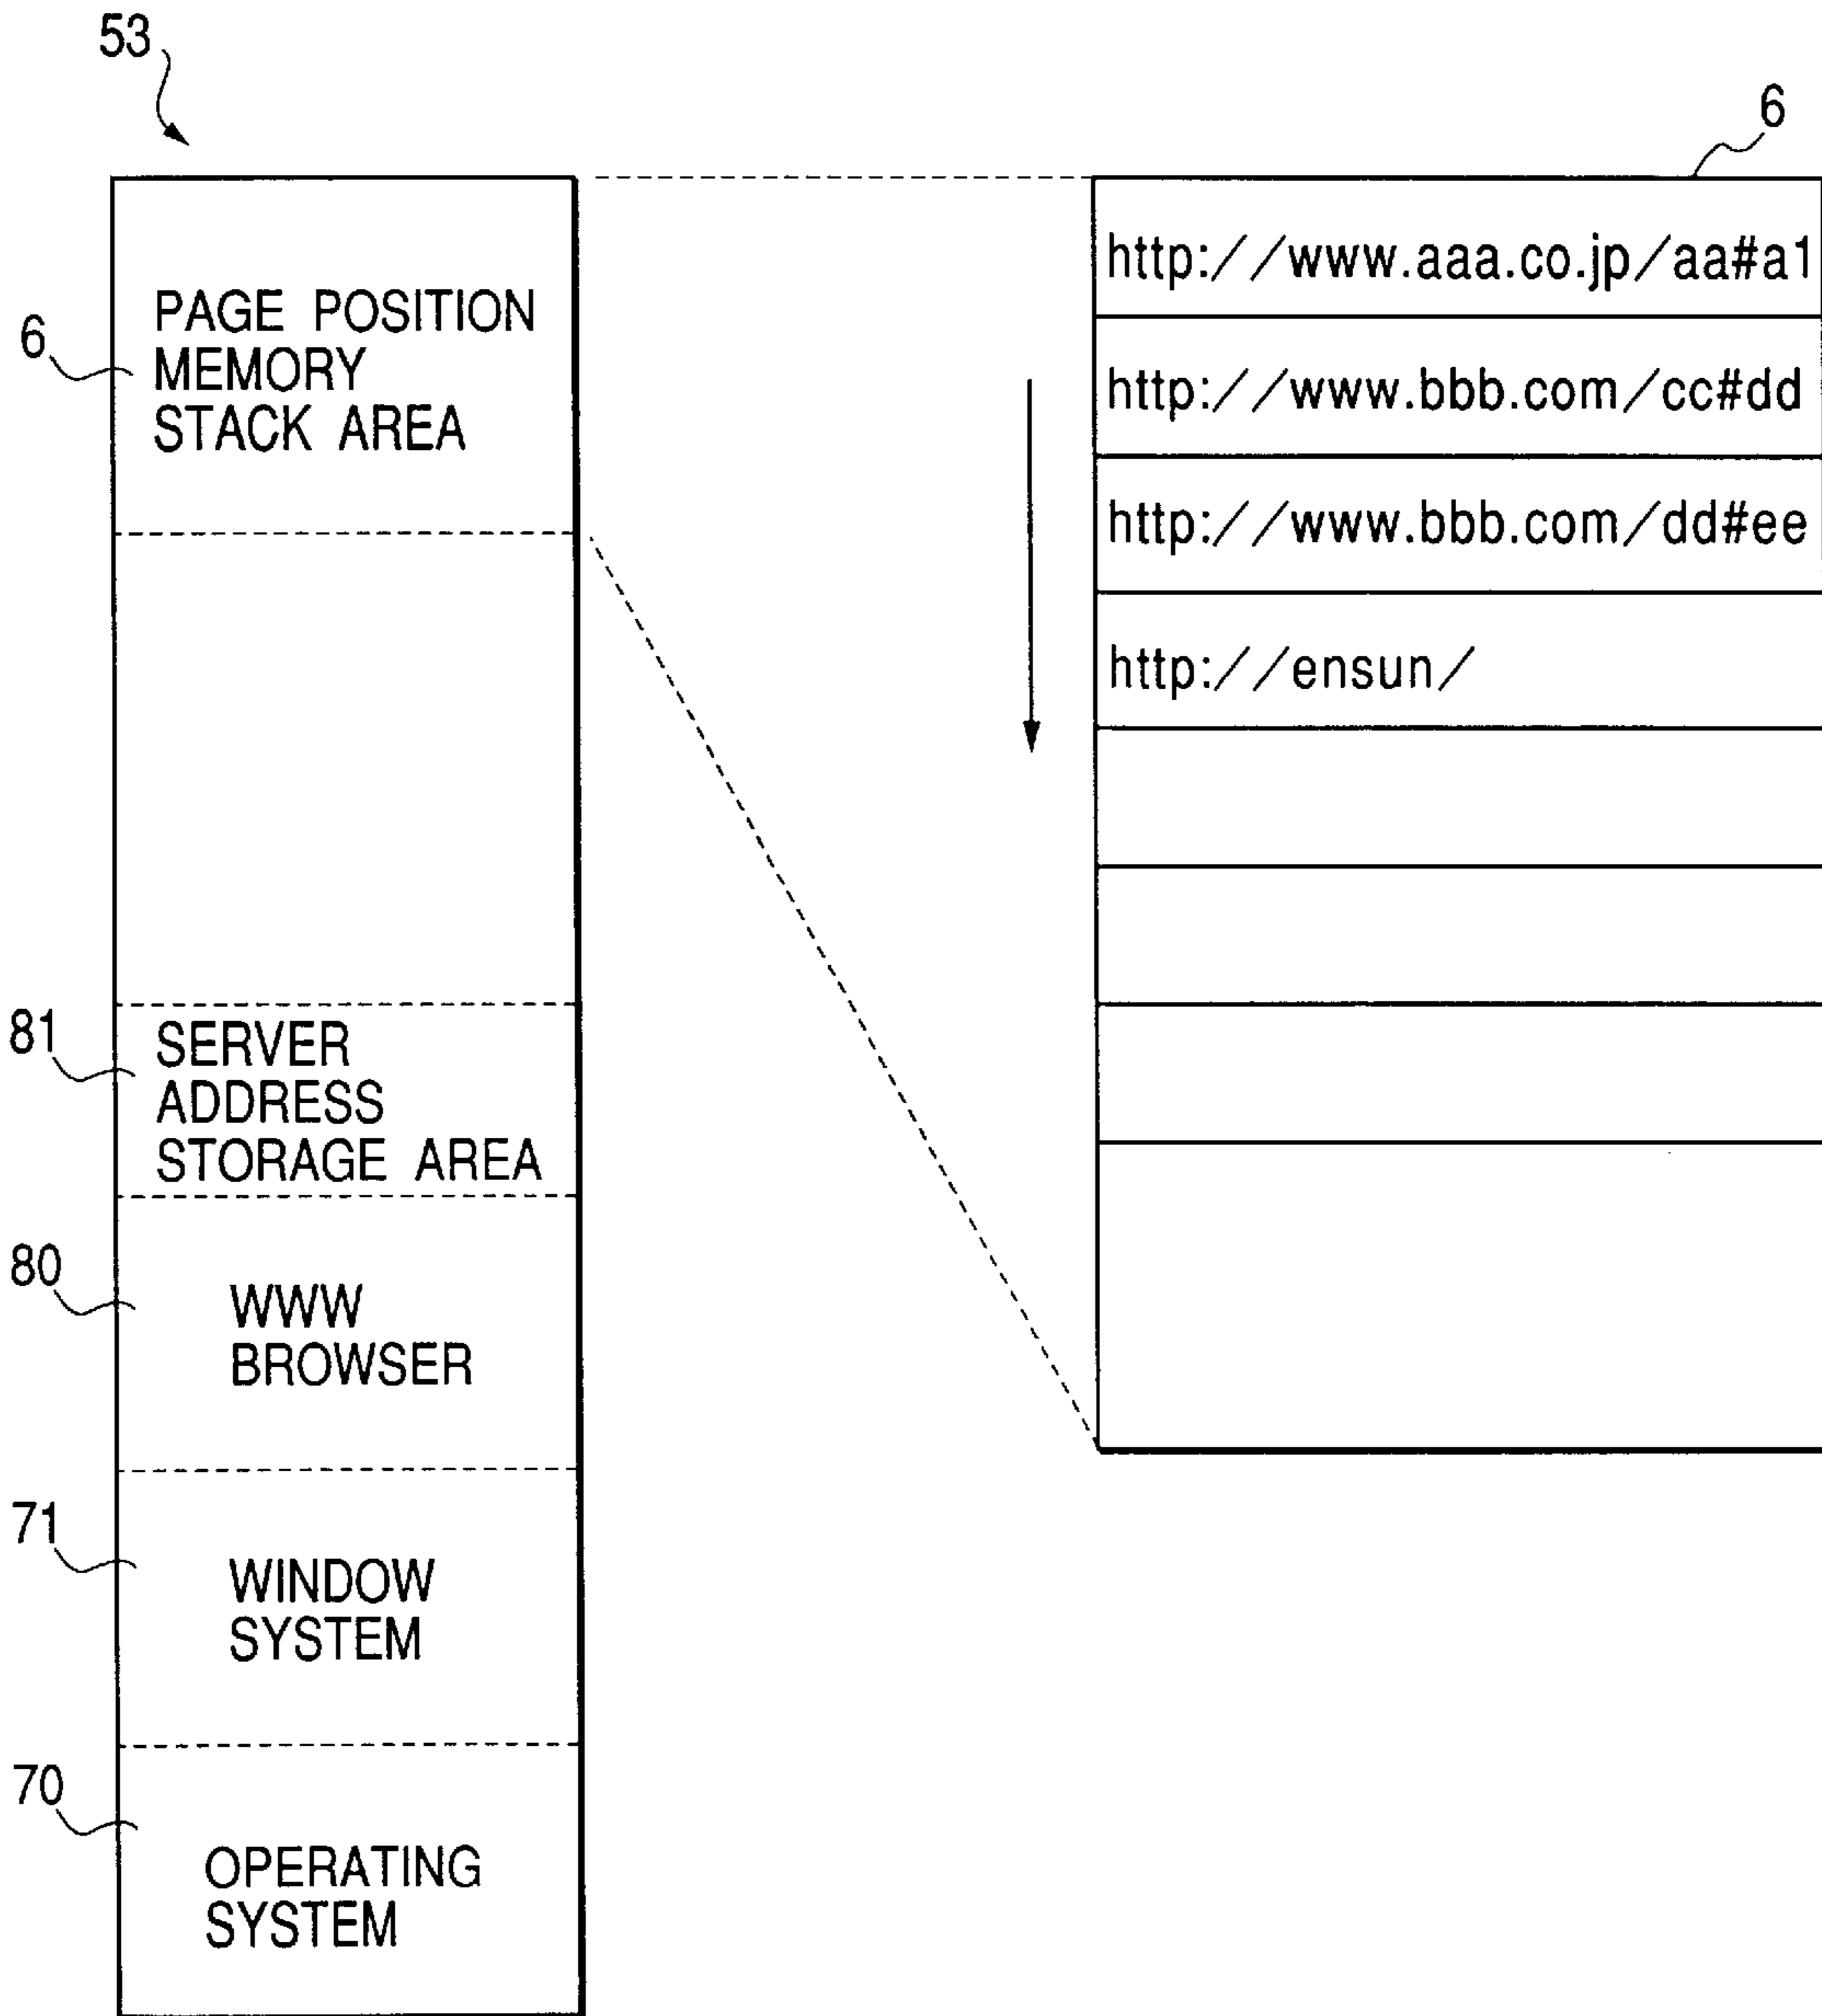 53
6
PAGE POSITION
MEMORY
STACK AREA
81
SERVER
ADDRESS
STORAGE AREA
80
WWW
BROWSER
71
WINDOW
SYSTEM
70
OPERATING
SYSTEM
6
http://www.aaa.co.jp/aa#a1
http://www.bbb.com/cc#dd
http://www.bbb.com/dd#ee
http://ensun/